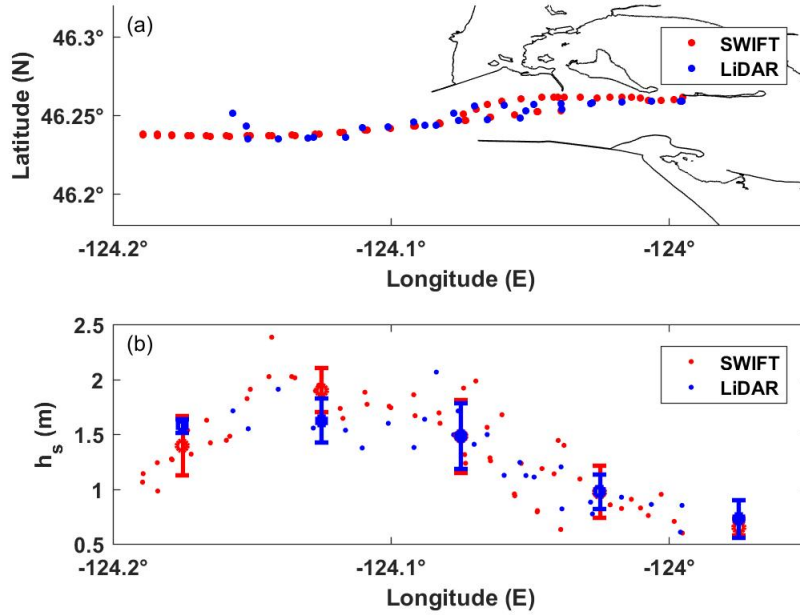 (a)
46.3°
46.25°
46.2°
Latitude (N)
SWIFT
LiDAR
-124.2°
-124.1°
-124°
Longitude (E)
(b)
2.5
2
1.5
1
0.5
h_s (m)
SWIFT
LiDAR
-124.2°
-124.1°
-124°
Longitude (E)